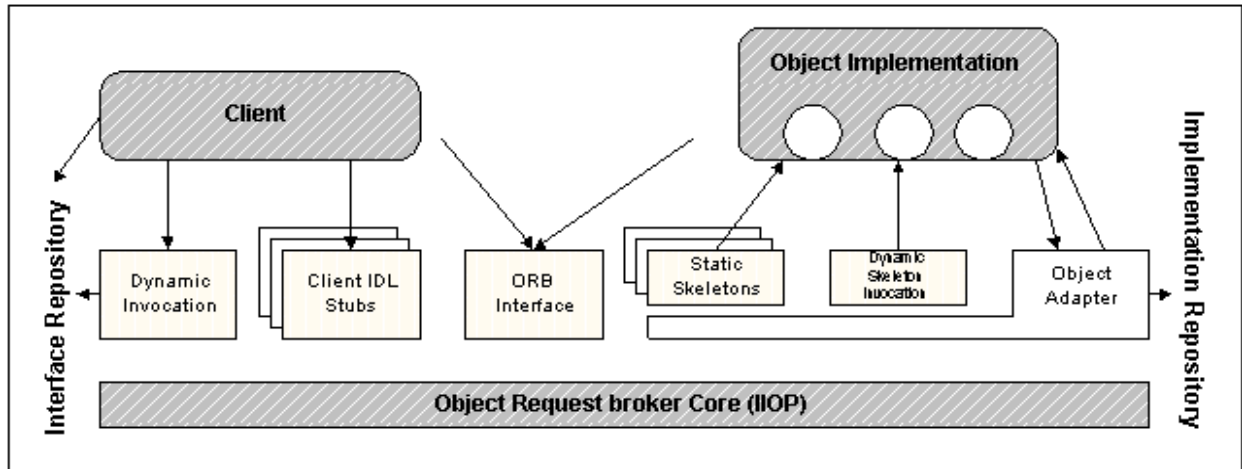 Object Implementation
Client
Interface Repository
Implementation Repository
Dynamic
Invocation
Client IDL
Stubs
ORB
Interface
Static
Skeletons
Dynamic
Skeleton
Invocation
Object
Adapter
Object Request broker Core (IIOP)